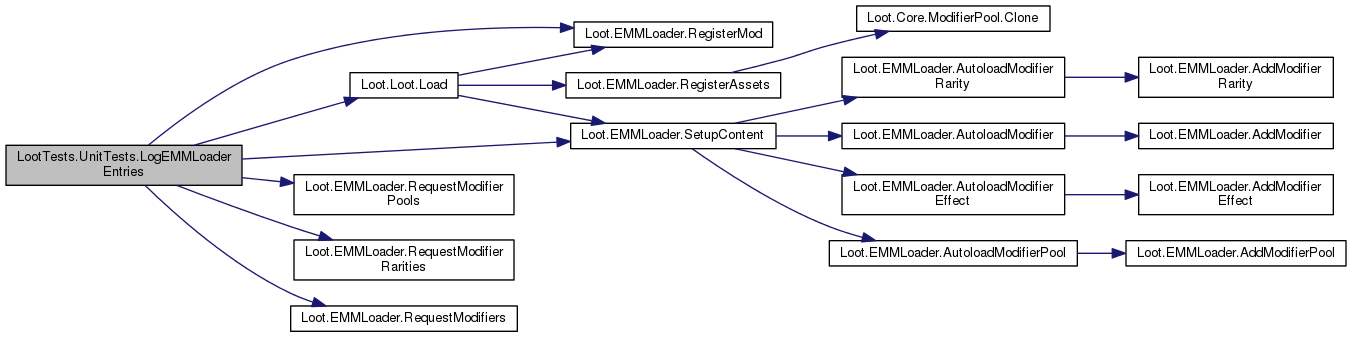 LootTests.UnitTests.LogEMMLoader
Entries
Loot.EMMLoader.RegisterMod
Loot.Loot.Load
Loot.EMMLoader.RegisterAssets
Loot.Core.ModifierPool.Clone
Loot.EMMLoader.SetupContent
Loot.EMMLoader.AutoloadModifier
Rarity
Loot.EMMLoader.AddModifier
Rarity
Loot.EMMLoader.AutoloadModifier
Loot.EMMLoader.AddModifier
Loot.EMMLoader.AutoloadModifier
Effect
Loot.EMMLoader.AddModifier
Effect
Loot.EMMLoader.AutoloadModifierPool
Loot.EMMLoader.AddModifierPool
Loot.EMMLoader.RequestModifier
Pools
Loot.EMMLoader.RequestModifier
Rarities
Loot.EMMLoader.RequestModifiers